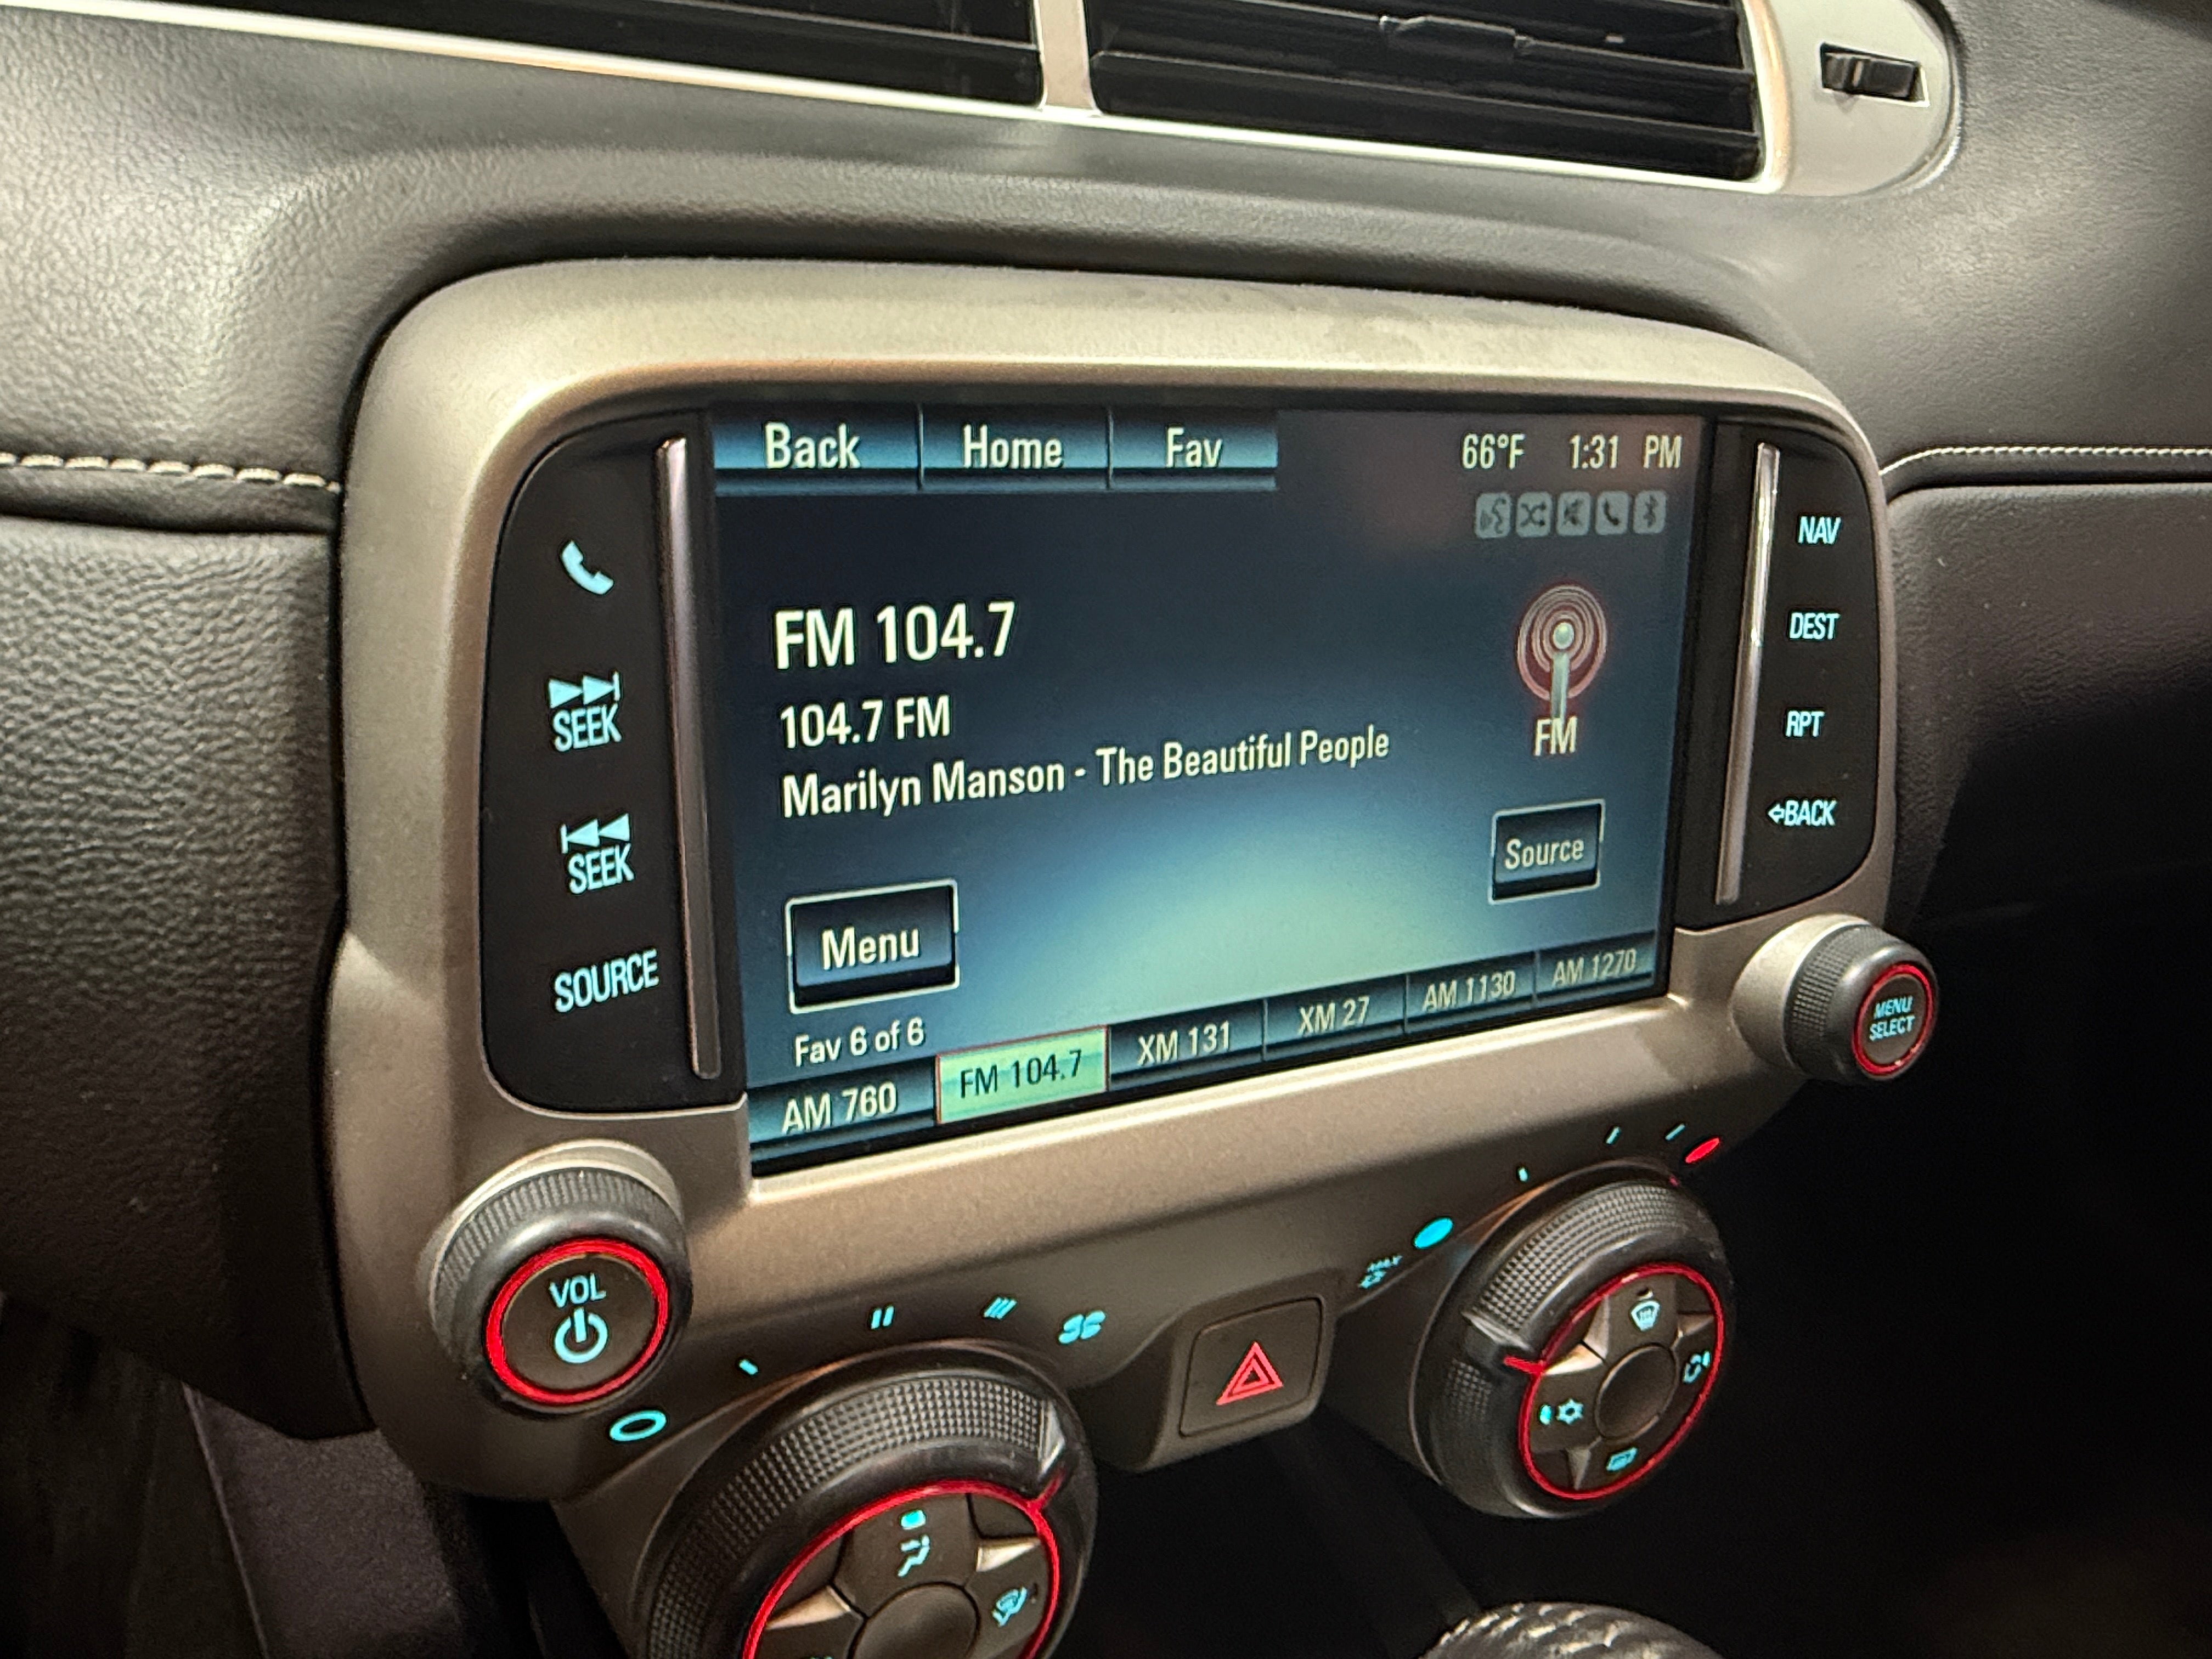 Back Home Fav 66°F 1:31 PM
FM 104.7
104.7 FM
Marilyn Manson - The Beautiful People
FM
Source
Menu
Fav 6 of 6
AM 760 FM 104.7 XM 131 XM 27 AM 1130 AM 1270
SEEK
SEEK
SOURCE
NAV
DEST
RPT
BACK
MENU
SELECT
VOL
MAX